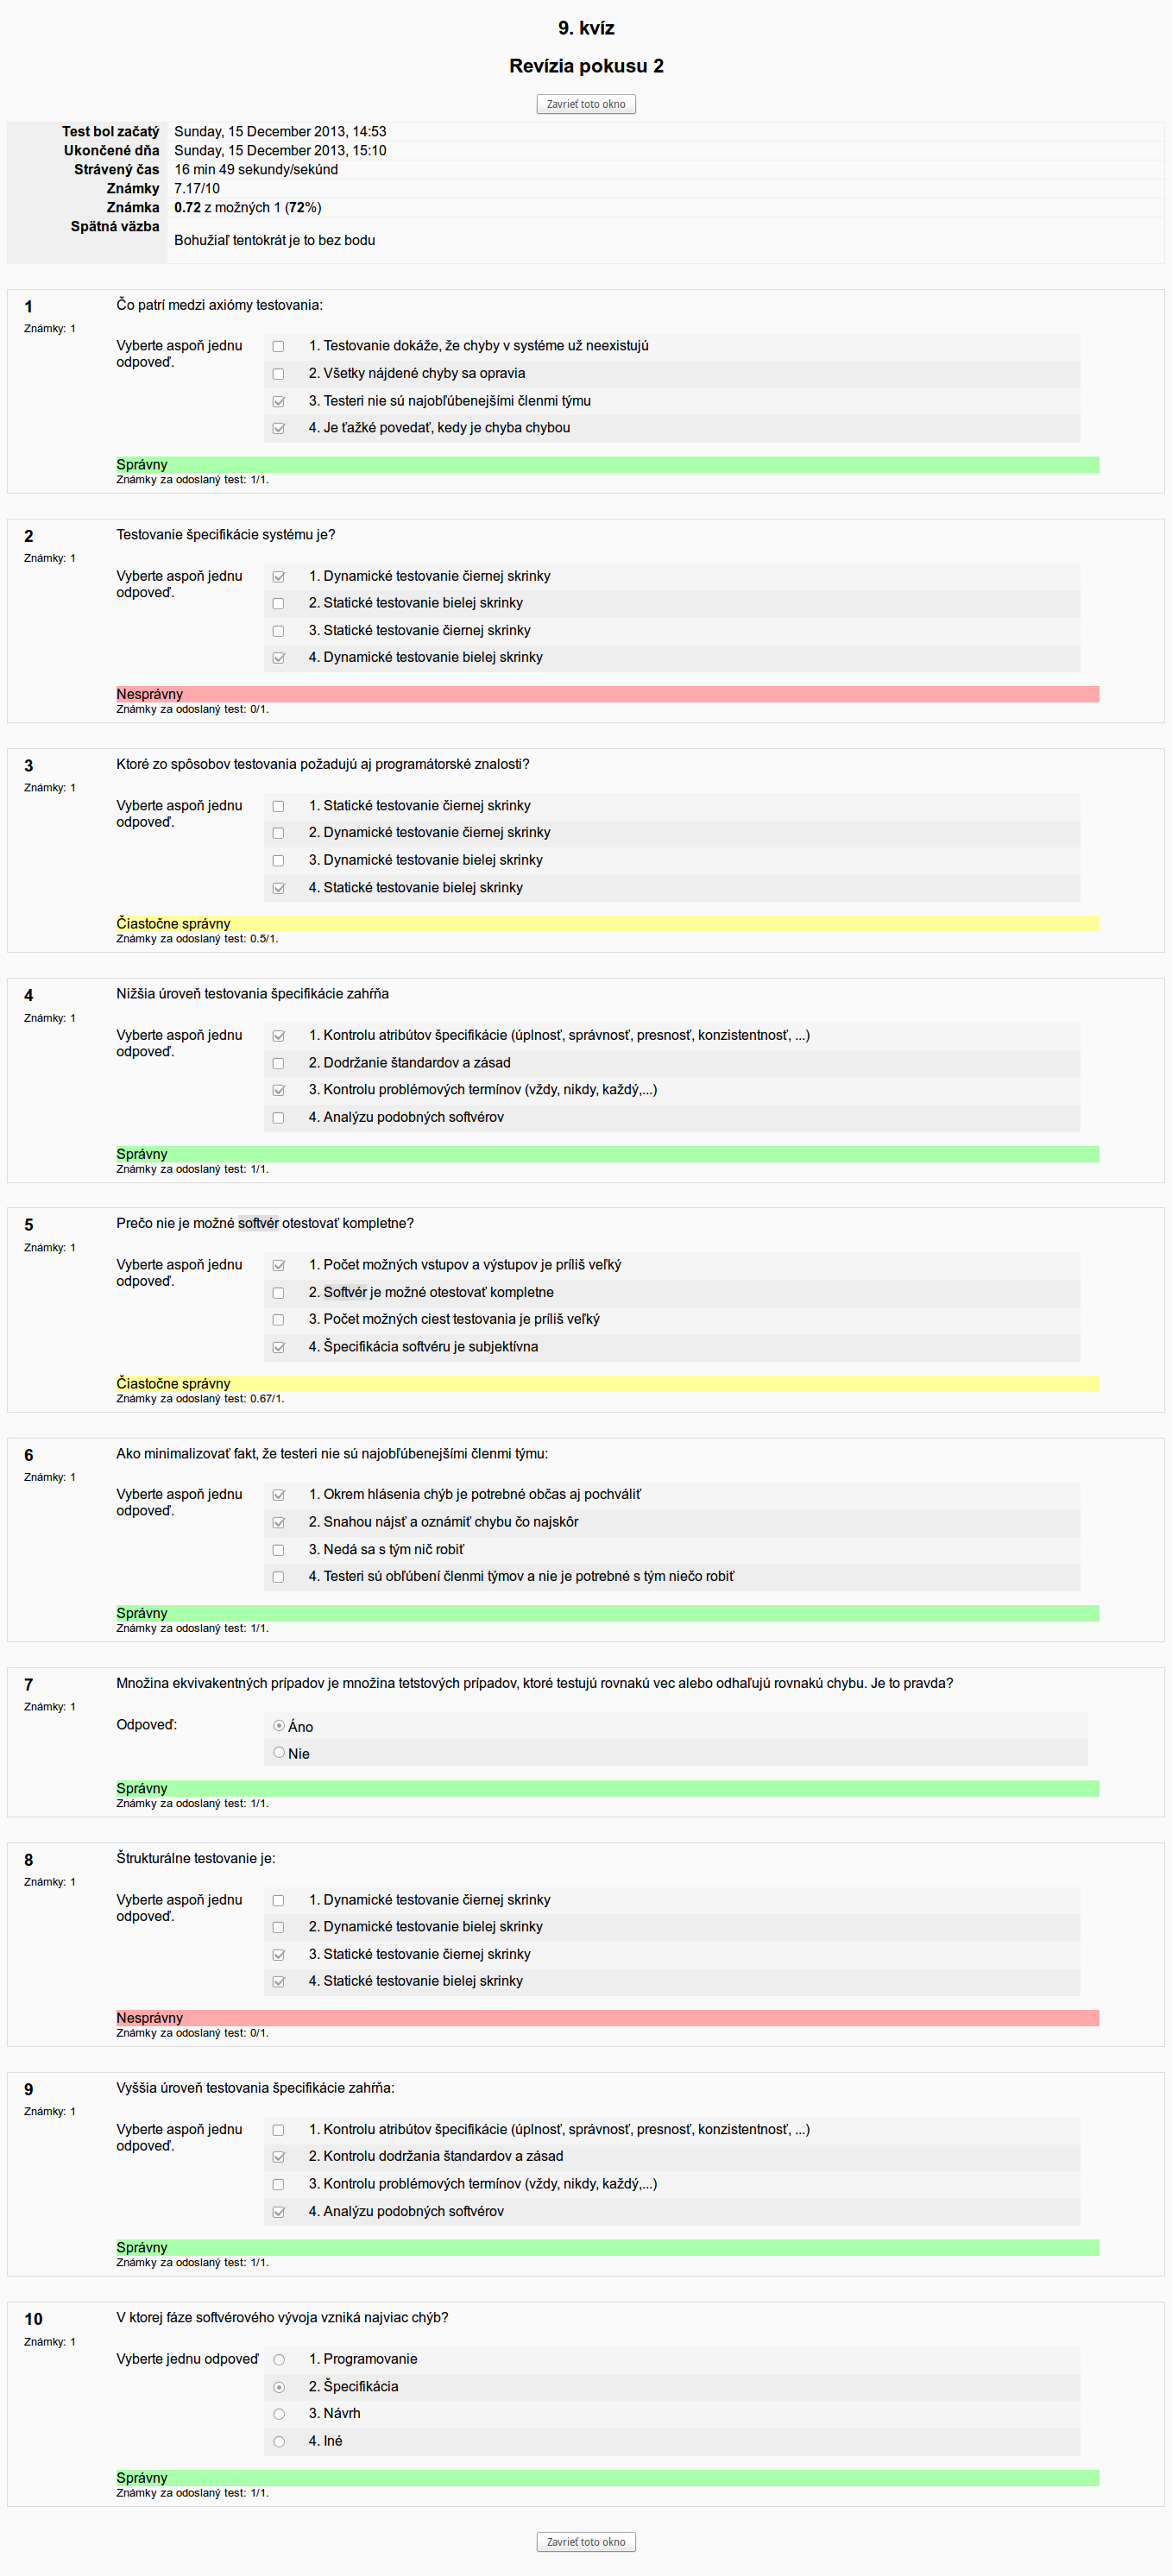 9. kvíz
Revízia pokusu 2
Zavrieť toto okno
Test bol začatý Sunday, 15 December 2013, 14:53
Ukončené dňa Sunday, 15 December 2013, 15:10
Strávený čas 16 min 49 sekundy/sekúnd
Známky 7.17/10
Známka 0.72 z možných 1 (72%)
Spätná väzba
Bohužiaľ tentokrát je to bez bodu
1 Čo patrí medzi axiómy testovania:
Známky: 1
Vyberte aspoň jednu odpoveď.
1. Testovanie dokáže, že chyby v systéme už neexistujú
2. Všetky nájdené chyby sa opravia
3. Testeri nie sú najobľúbenejšími členmi týmu
4. Je ťažké povedať, kedy je chyba chybou
Správny
Známky za odoslaný test: 1/1.
2 Testovanie špecifikácie systému je?
Známky: 1
Vyberte aspoň jednu odpoveď.
1. Dynamické testovanie čiernej skrinky
2. Statické testovanie bielej skrinky
3. Statické testovanie čiernej skrinky
4. Dynamické testovanie bielej skrinky
Nesprávny
Známky za odoslaný test: 0/1.
3 Ktoré zo spôsobov testovania požadujú aj programátorské znalosti?
Známky: 1
Vyberte aspoň jednu odpoveď.
1. Statické testovanie čiernej skrinky
2. Dynamické testovanie čiernej skrinky
3. Dynamické testovanie bielej skrinky
4. Statické testovanie bielej skrinky
Čiastočne správny
Známky za odoslaný test: 0.5/1.
4 Nižšia úroveň testovania špecifikácie zahŕňa
Známky: 1
Vyberte aspoň jednu odpoveď.
1. Kontrolu atribútov špecifikácie (úplnosť, správnosť, presnosť, konzistentnosť, ...)
2. Dodržanie štandardov a zásad
3. Kontrolu problémových termínov (vždy, nikdy, každý,...)
4. Analýzu podobných softvérov
Správny
Známky za odoslaný test: 1/1.
5 Prečo nie je možné softvér otestovať kompletne?
Známky: 1
Vyberte aspoň jednu odpoveď.
1. Počet možných vstupov a výstupov je príliš veľký
2. Softvér je možné otestovať kompletne
3. Počet možných ciest testovania je príliš veľký
4. Špecifikácia softvéru je subjektívna
Čiastočne správny
Známky za odoslaný test: 0.67/1.
6 Ako minimalizovať fakt, že testeri nie sú najobľúbenejšími členmi týmu:
Známky: 1
Vyberte aspoň jednu odpoveď.
1. Okrem hlásenia chýb je potrebné občas aj pochváliť
2. Snahou nájsť a oznámiť chybu čo najskôr
3. Nedá sa s tým nič robiť
4. Testeri sú obľúbení členmi týmov a nie je potrebné s tým niečo robiť
Správny
Známky za odoslaný test: 1/1.
7 Množina ekvivakentných prípadov je množina tetstových prípadov, ktoré testujú rovnakú vec alebo odhaľujú rovnakú chybu. Je to pravda?
Známky: 1
Odpoveď:
Áno
Nie
Správny
Známky za odoslaný test: 1/1.
8 Štrukturálne testovanie je:
Známky: 1
Vyberte aspoň jednu odpoveď.
1. Dynamické testovanie čiernej skrinky
2. Dynamické testovanie bielej skrinky
3. Statické testovanie čiernej skrinky
4. Statické testovanie bielej skrinky
Nesprávny
Známky za odoslaný test: 0/1.
9 Vyššia úroveň testovania špecifikácie zahŕňa:
Známky: 1
Vyberte aspoň jednu odpoveď.
1. Kontrolu atribútov špecifikácie (úplnosť, správnosť, presnosť, konzistentnosť, ...)
2. Kontrolu dodržania štandardov a zásad
3. Kontrolu problémových termínov (vždy, nikdy, každý,...)
4. Analýzu podobných softvérov
Správny
Známky za odoslaný test: 1/1.
10 V ktorej fáze softvérového vývoja vzniká najviac chýb?
Známky: 1
Vyberte jednu odpoveď
1. Programovanie
2. Špecifikácia
3. Návrh
4. Iné
Správny
Známky za odoslaný test: 1/1.
Zavrieť toto okno